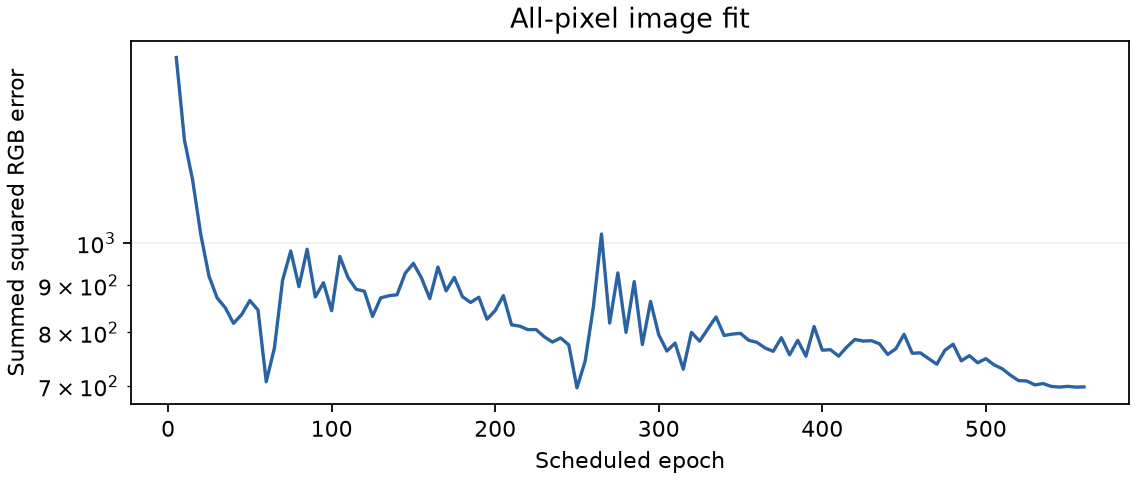 All-pixel image fit
Summed squared RGB error
10³
9 × 10²
8 × 10²
7 × 10²
0 100 200 300 400 500
Scheduled epoch